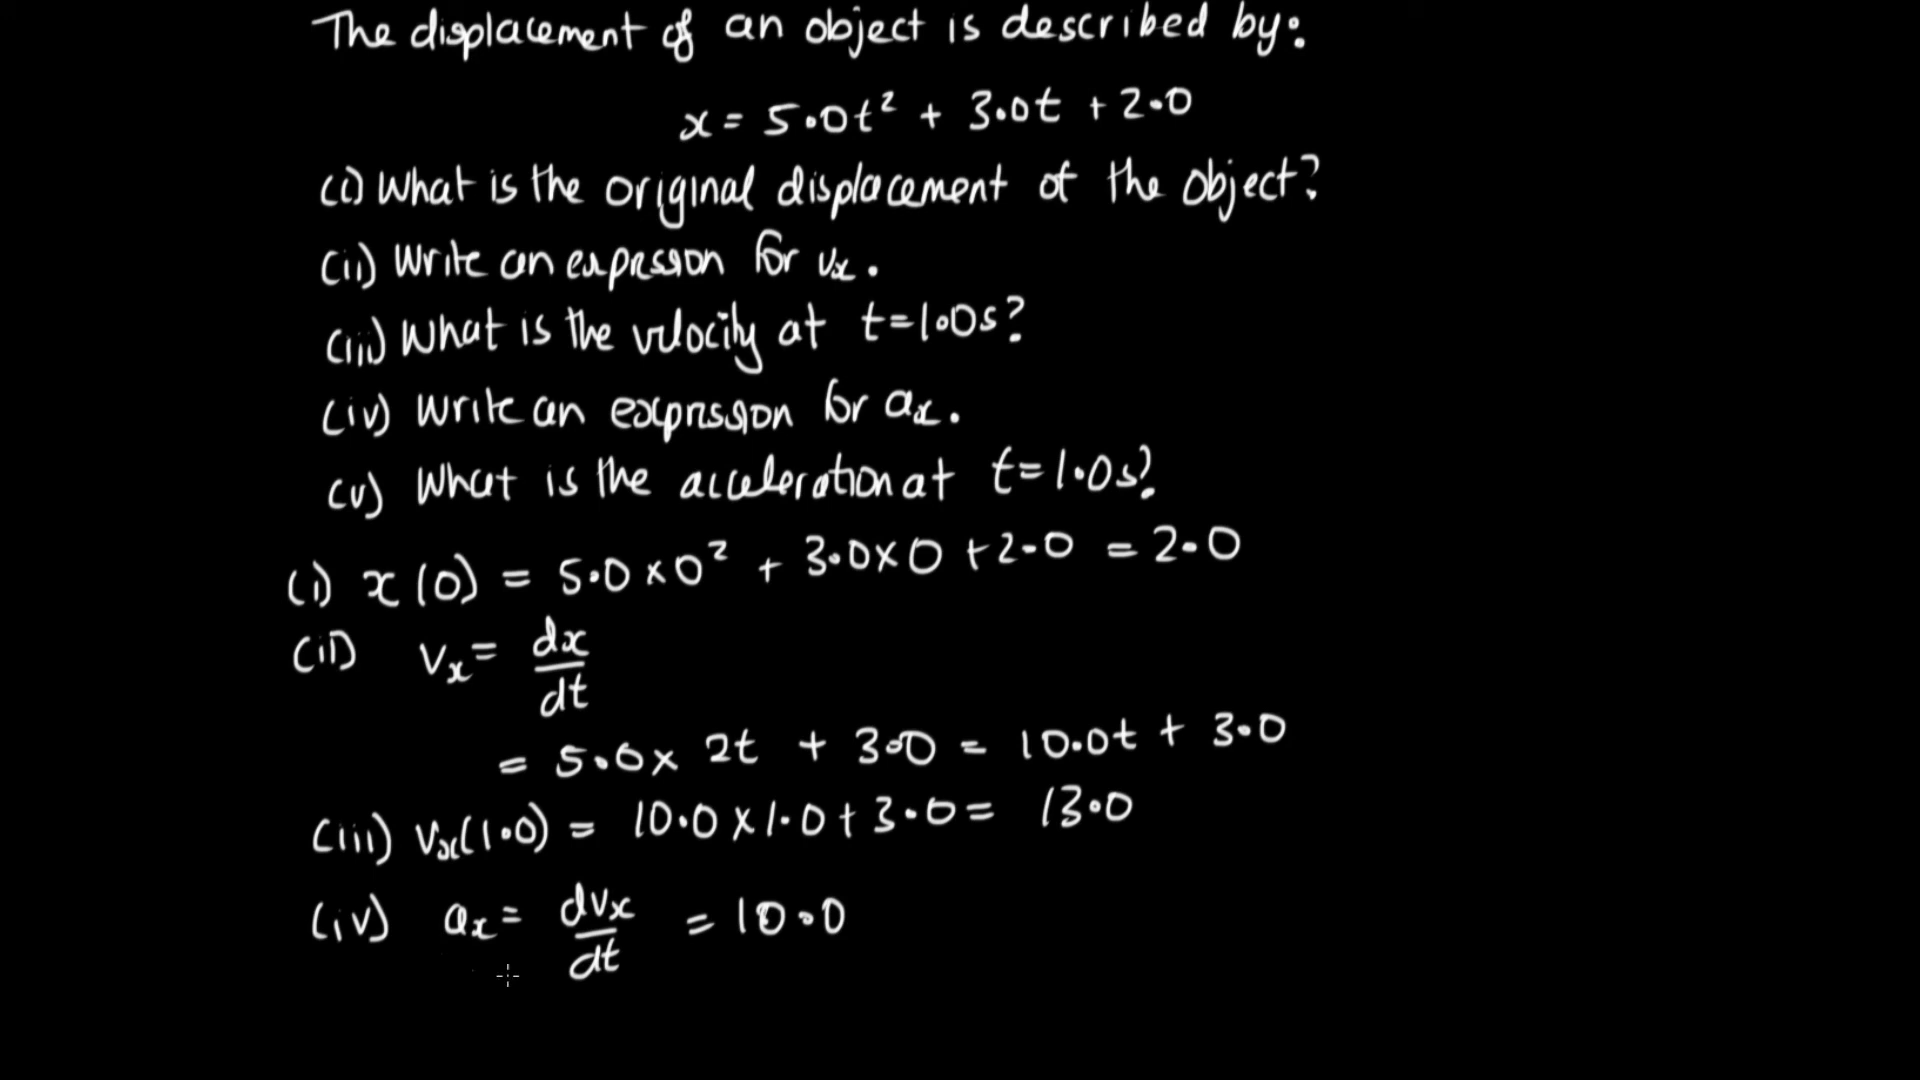 The displacement of an object is described by:
x = 5.0t² + 3.0t + 2.0
(i) What is the original displacement of the object?
(ii) Write an exprssion for vx.
(iii) What is the velocity at t=1.0s?
(iv) Write an exprssion for ax.
(v) What is the acceleration at t=1.0s?
(i) x(0) = 5.0×0² + 3.0×0 + 2.0 = 2.0
(ii) vx = dx/dt
= 5.0× 2t + 3.0 = 10.0t + 3.0
(iii) vx(1.0) = 10.0×1.0+3.0 = 13.0
(iv) ax = dvx/dt = 10.0